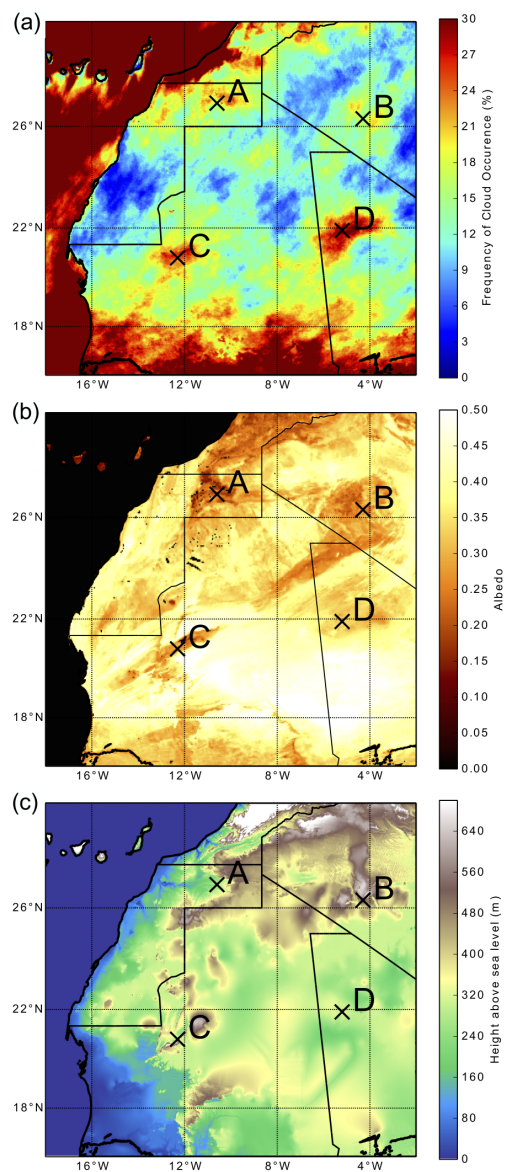 (a)
A
B
C
D
26°N
22°N
18°N
16°W
12°W
8°W
4°W
30
27
24
21
18
15
12
9
6
3
0
Frequency of Cloud Occurence (%)
(b)
A
B
C
D
26°N
22°N
18°N
16°W
12°W
8°W
4°W
0.50
0.45
0.40
0.35
0.30
0.25
0.20
0.15
0.10
0.05
0.00
Albedo
(c)
A
B
C
D
26°N
22°N
18°N
16°W
12°W
8°W
4°W
640
560
480
400
320
240
160
80
0
Height above sea level (m)